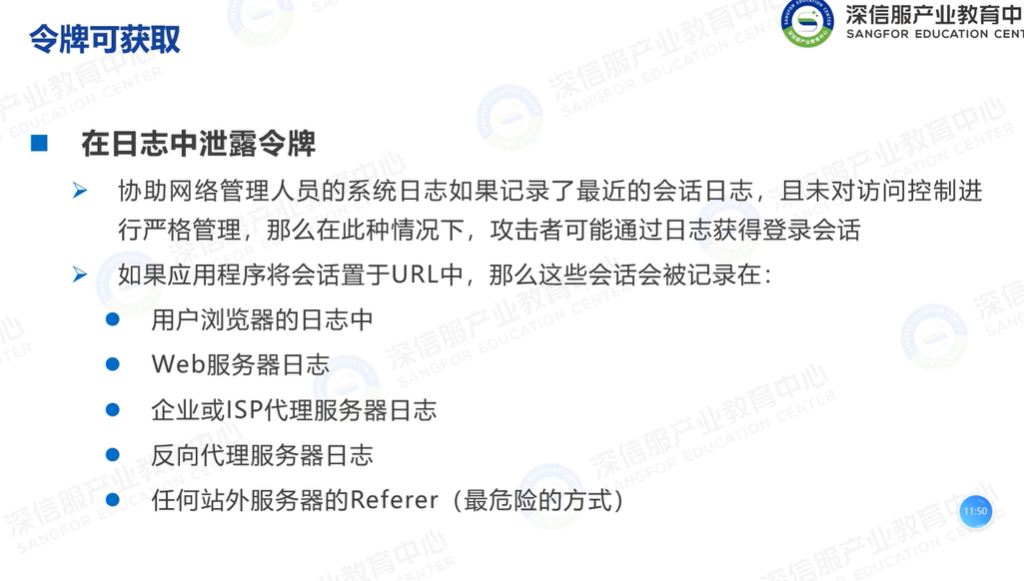 令牌可获取
深信服产业教育中
SANGFOR EDUCATION CENT
在日志中泄露令牌
协助网络管理人员的系统日志如果记录了最近的会话日志，且未对访问控制进
行严格管理，那么在此种情况下，攻击者可能通过日志获得登录会话
如果应用程序将会话置于URL中，那么这些会话会被记录在：
用户浏览器的日志中
Web服务器日志
企业或ISP代理服务器日志
反向代理服务器日志
任何站外服务器的Referer（最危险的方式）
11:50